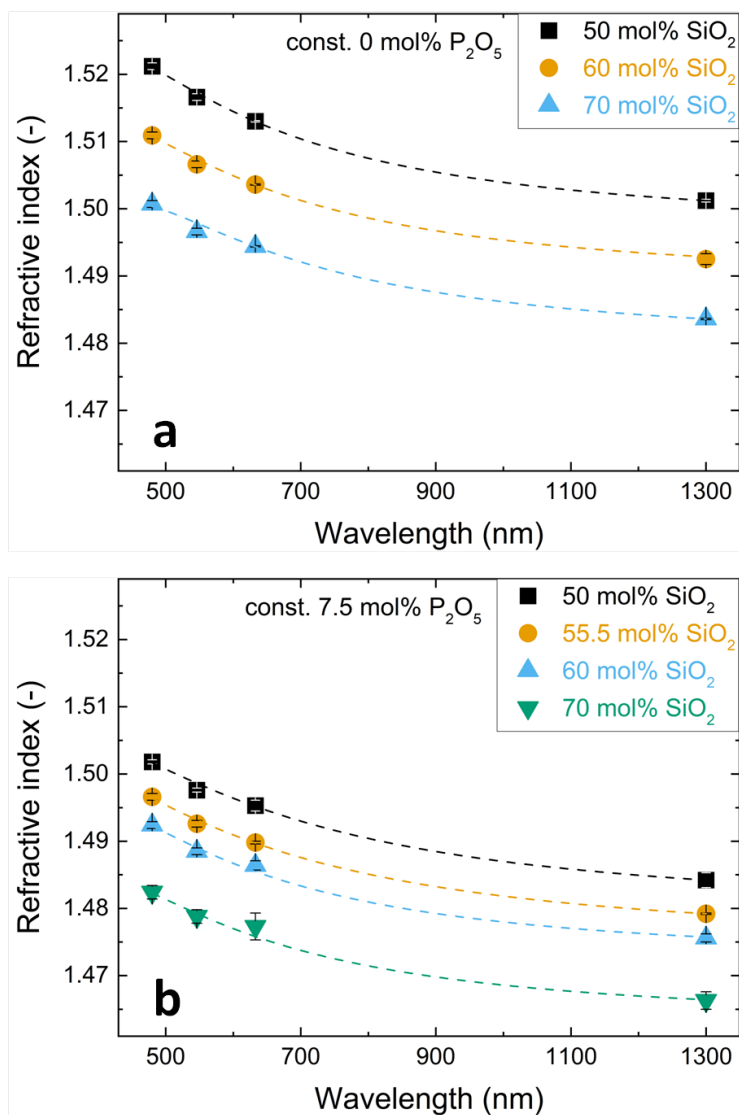 const. 0 mol% P₂O₅
50 mol% SiO₂
60 mol% SiO₂
70 mol% SiO₂
1.52
1.51
1.50
1.49
1.48
1.47
Refractive index (-)
a
500 700 900 1100 1300
Wavelength (nm)
const. 7.5 mol% P₂O₅
50 mol% SiO₂
55.5 mol% SiO₂
60 mol% SiO₂
70 mol% SiO₂
1.52
1.51
1.50
1.49
1.48
1.47
Refractive index (-)
b
500 700 900 1100 1300
Wavelength (nm)